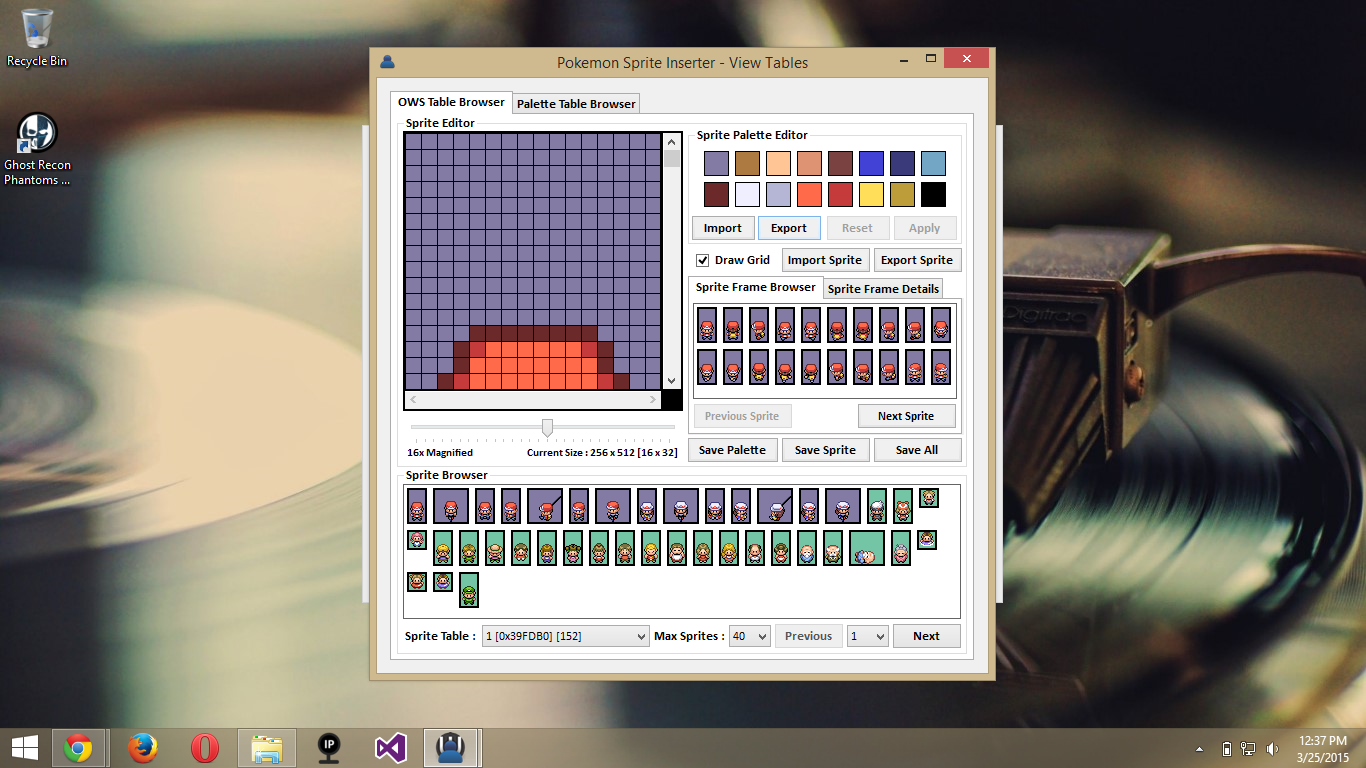 Recycle Bin
Ghost Recon
Phantoms ...
Pokemon Sprite Inserter - View Tables
OWS Table Browser
Palette Table Browser
Sprite Editor
Sprite Palette Editor
Import
Export
Reset
Apply
Draw Grid
Import Sprite
Export Sprite
Sprite Frame Browser
Sprite Frame Details
Previous Sprite
Next Sprite
16x Magnified
Current Size : 256 x 512 [16 x 32]
Save Palette
Save Sprite
Save All
Sprite Browser
Sprite Table :
1 [0x39FDB0] [152]
Max Sprites :
40
Previous
1
Next
Digitrac
IP
12:37 PM
3/25/2015